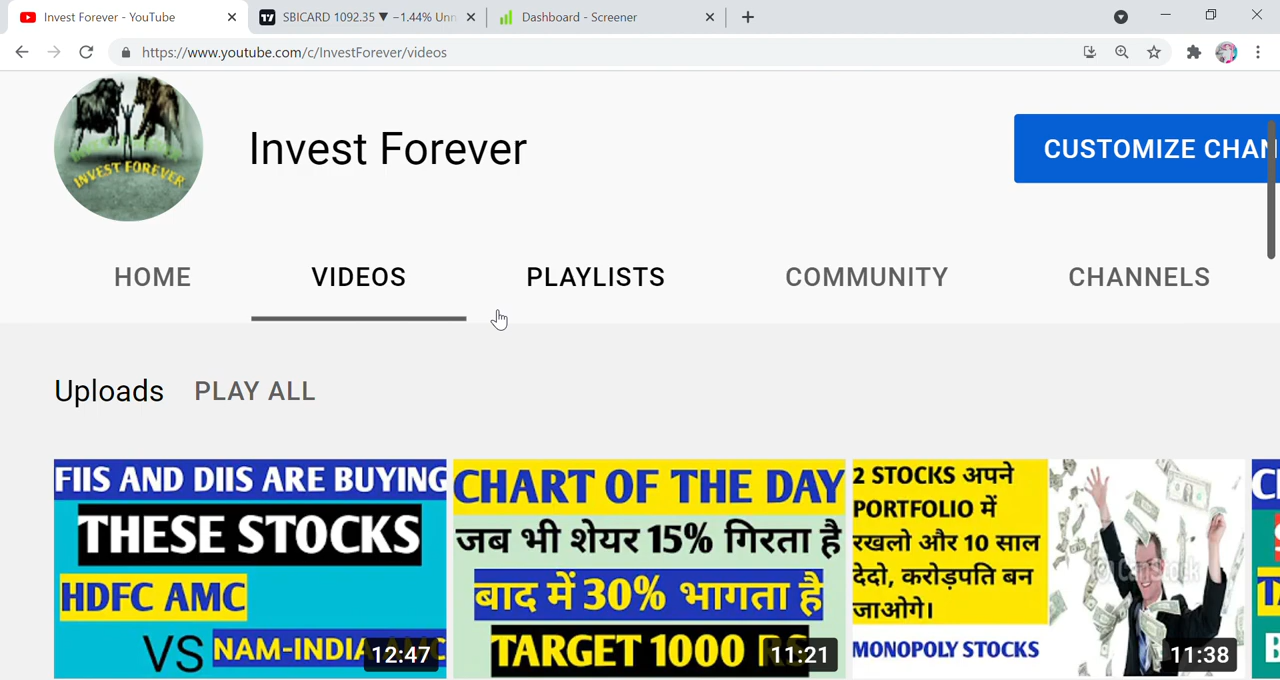 Invest Forever - YouTube
SBICARD 1092.35 ▼ −1.44% Unn
Dashboard - Screener
https://www.youtube.com/c/InvestForever/videos
INVEST FOREVER
Invest Forever
CUSTOMIZE CHAN
HOME
VIDEOS
PLAYLISTS
COMMUNITY
CHANNELS
Uploads
PLAY ALL
FIIS AND DIIS ARE BUYING
THESE STOCKS
HDFC AMC
VS NAM-INDIA
12:47
CHART OF THE DAY
जब भी शेयर 15% गिरता है
बाद में 30% भागता है
TARGET 1000
11:21
2 STOCKS अपने
PORTFOLIO में
रखलो और 10 साल
देदो, करोड़पति बन
जाओगे।
MONOPOLY STOCKS
CanStock
11:38